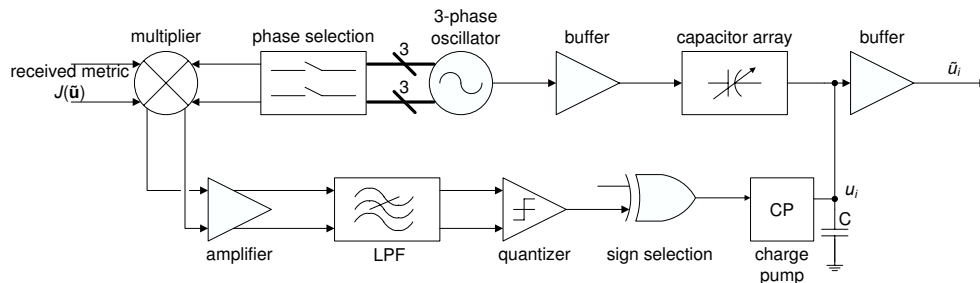 multiplier
phase selection
3-phase
oscillator
buffer
capacitor array
buffer
received metric
J(ũ)
3
3
ũi
ui
CP
C
amplifier
LPF
quantizer
sign selection
charge
pump